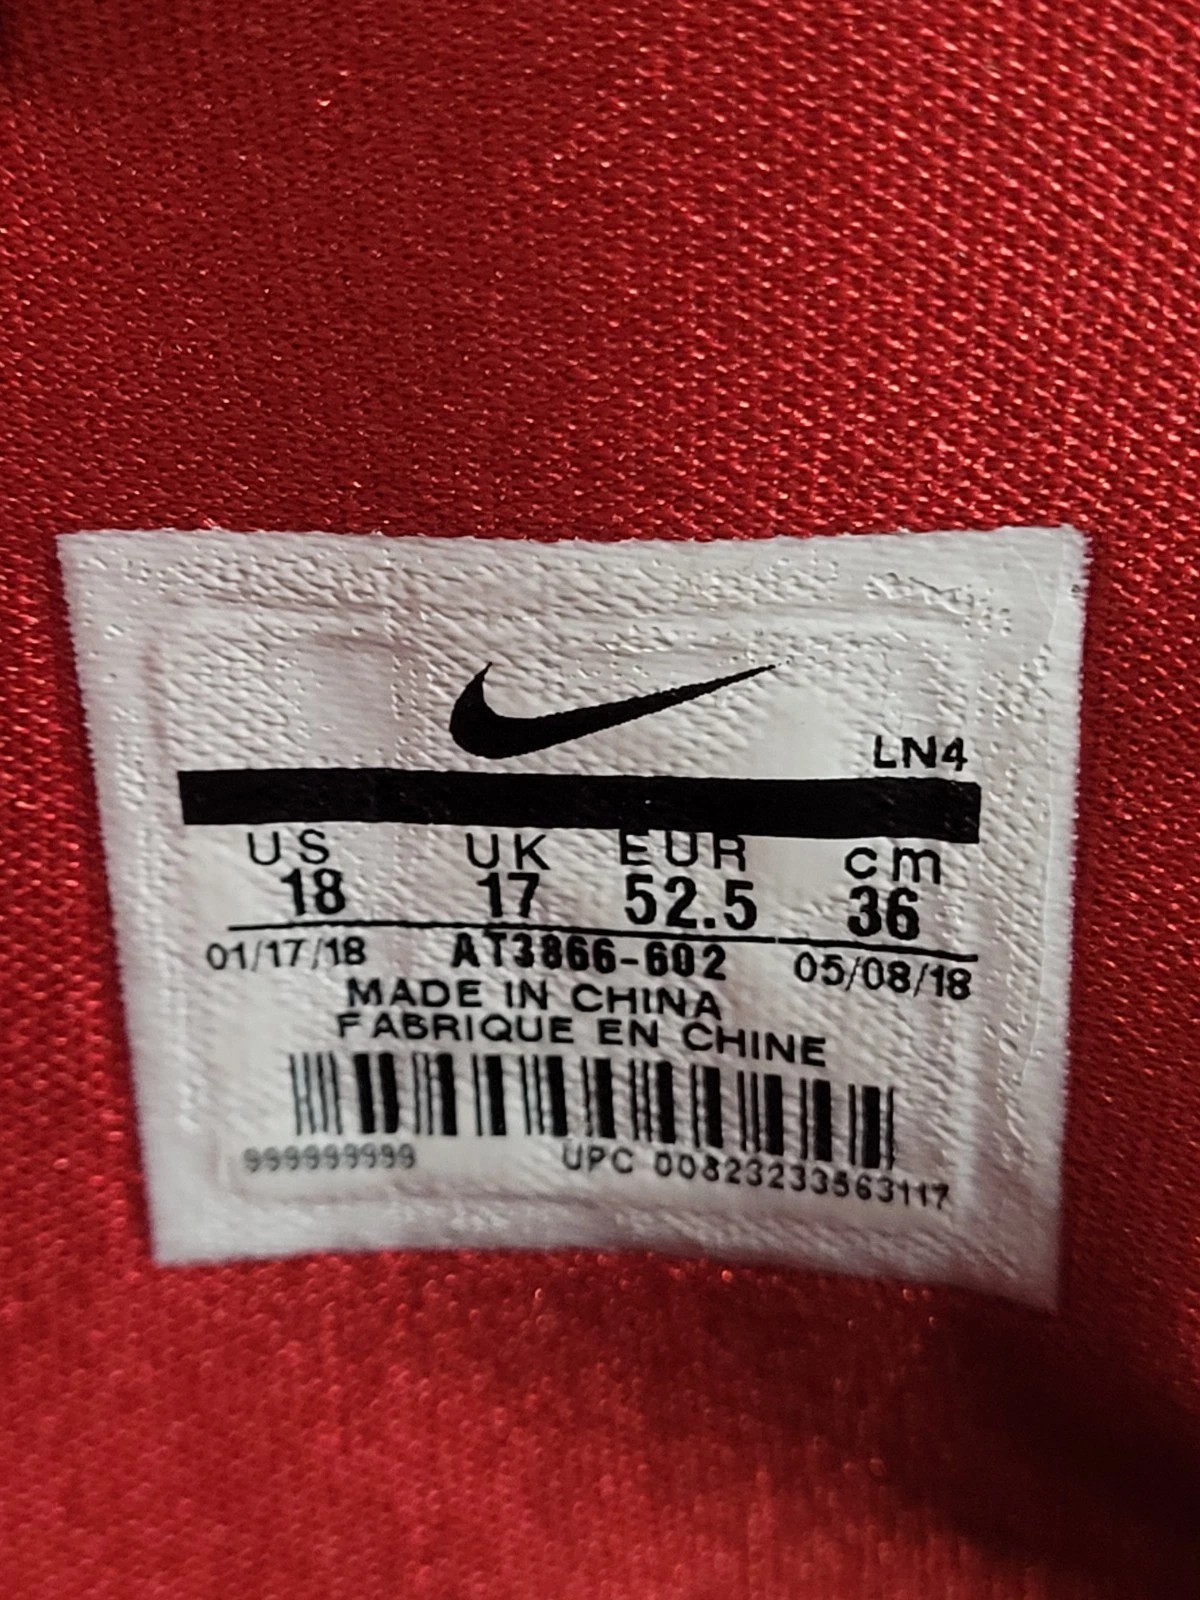 LN4
US UK EUR cm
18 17 52.5 36
01/17/18 AT3866-602 05/08/18
MADE IN CHINA
FABRIQUE EN CHINE
9999999999 UPC 00823233563117